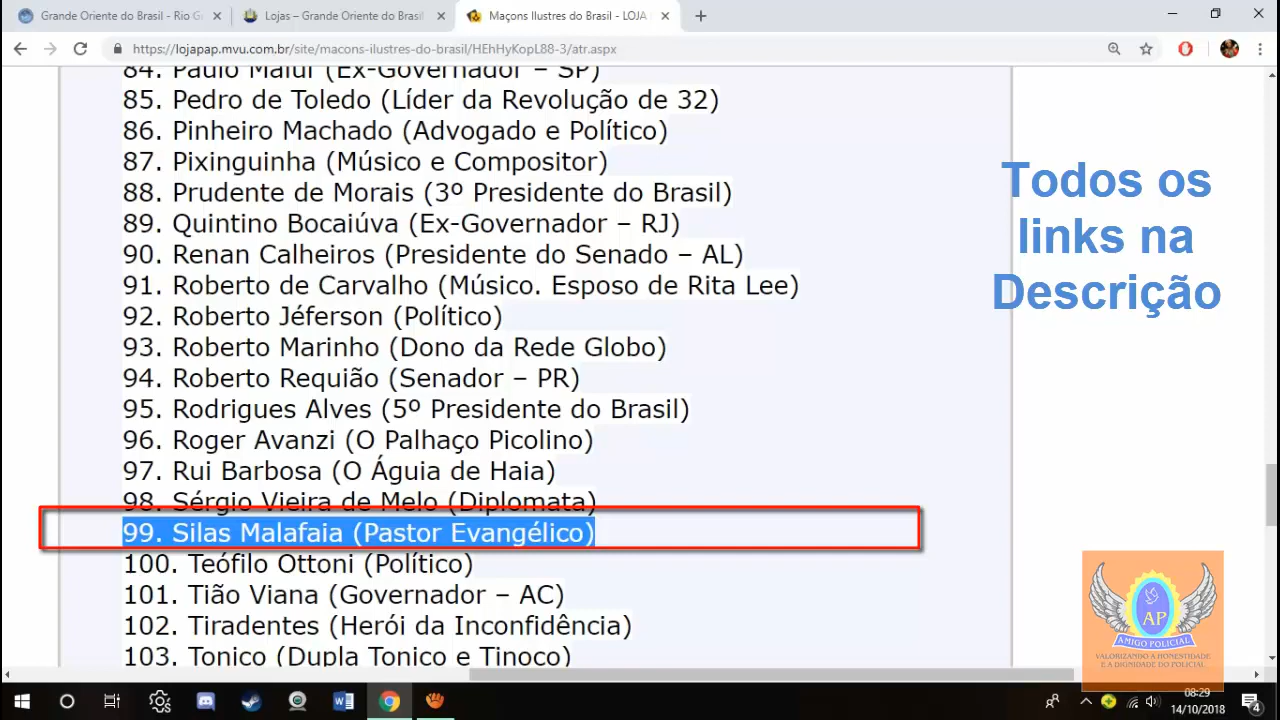 Grande Oriente do Brasil - Rio G
Lojas – Grande Oriente do Brasil
Maçons Ilustres do Brasil - LOJA
https://lojapap.mvu.com.br/site/macons-ilustres-do-brasil/HEhHyKopL88-3/atr.aspx
84. Paulo Maluf (Ex-Governador – SP)
85. Pedro de Toledo (Líder da Revolução de 32)
86. Pinheiro Machado (Advogado e Político)
87. Pixinguinha (Músico e Compositor)
88. Prudente de Morais (3º Presidente do Brasil)
89. Quintino Bocaiúva (Ex-Governador – RJ)
90. Renan Calheiros (Presidente do Senado – AL)
91. Roberto de Carvalho (Músico. Esposo de Rita Lee)
92. Roberto Jéferson (Político)
93. Roberto Marinho (Dono da Rede Globo)
94. Roberto Requião (Senador – PR)
95. Rodrigues Alves (5º Presidente do Brasil)
96. Roger Avanzi (O Palhaço Picolino)
97. Rui Barbosa (O Águia de Haia)
98. Sérgio Vieira de Melo (Diplomata)
99. Silas Malafaia (Pastor Evangélico)
100. Teófilo Ottoni (Político)
101. Tião Viana (Governador – AC)
102. Tiradentes (Herói da Inconfidência)
103. Tonico (Dupla Tonico e Tinoco)
Todos os
links na
Descrição
AP
AMIGO POLICIAL
VALORIZANDO A HONESTIDADE
E A DIGNIDADE DO POLICIAL
08:29
14/10/2018
4